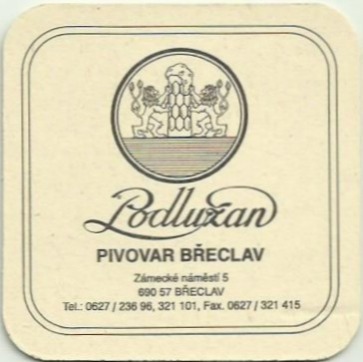 Podlužan
PIVOVAR BŘECLAV
Zámecké náměstí 5
690 57 BŘECLAV
Tel.: 0627 / 236 96, 321 101, Fax. 0627 / 321 415